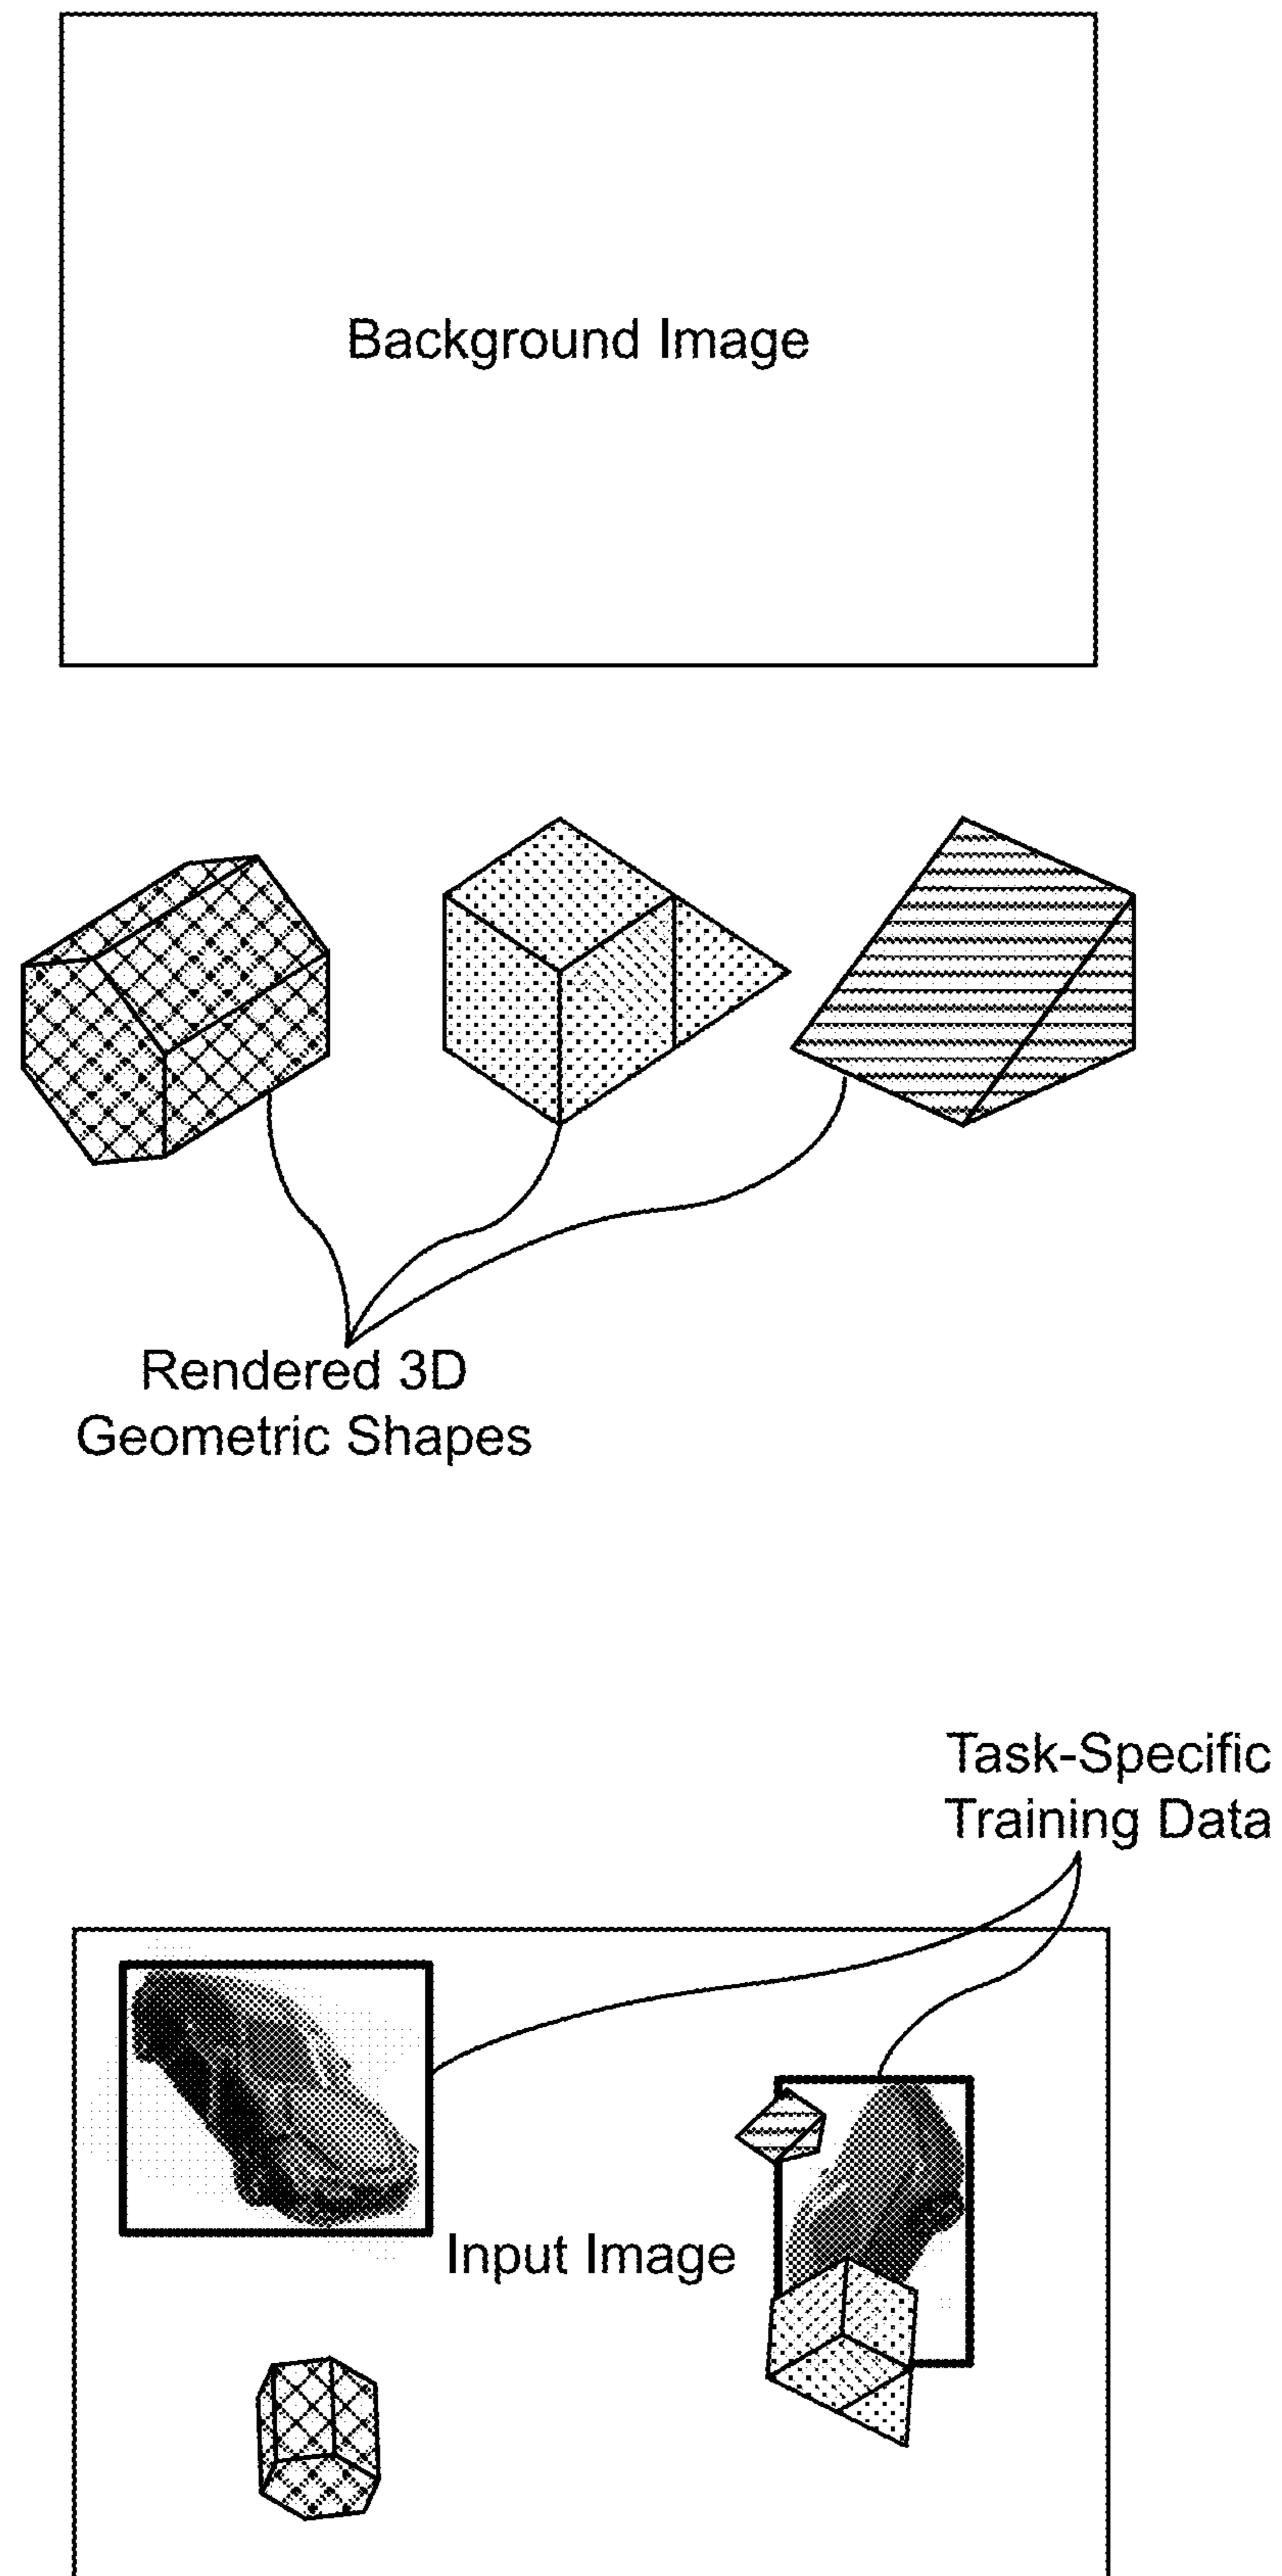 Background Image
Rendered 3D
Geometric Shapes
Task-Specific
Training Data
Input Image